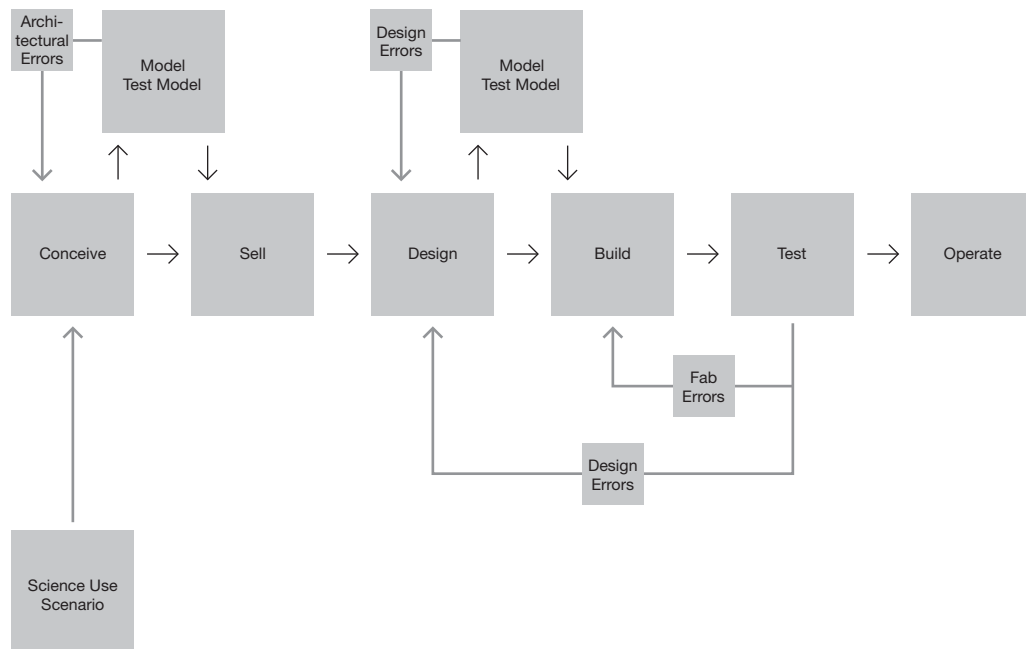 Archi-
tectural
Errors
Model
Test Model
Design
Errors
Model
Test Model
Conceive
Sell
Design
Build
Test
Operate
Fab
Errors
Design
Errors
Science Use
Scenario